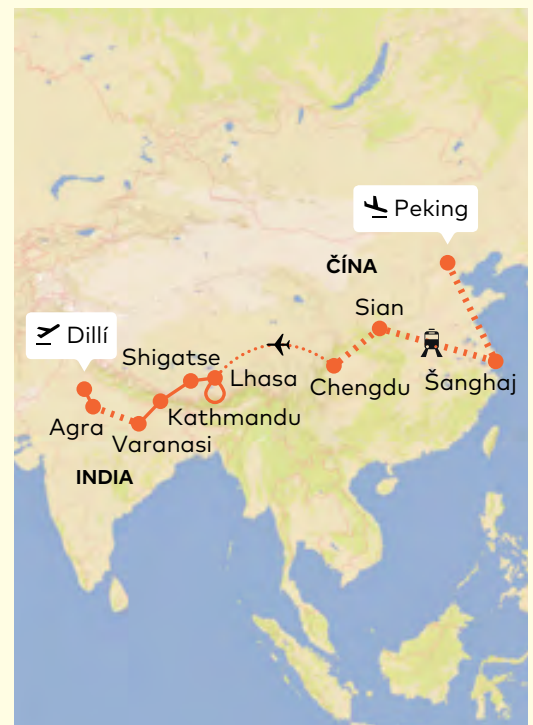 Peking
ČÍNA
Sian
Dillí
Shigatse
Lhasa
Chengdu
Šanghaj
Kathmandu
Agra
Varanasi
INDIA